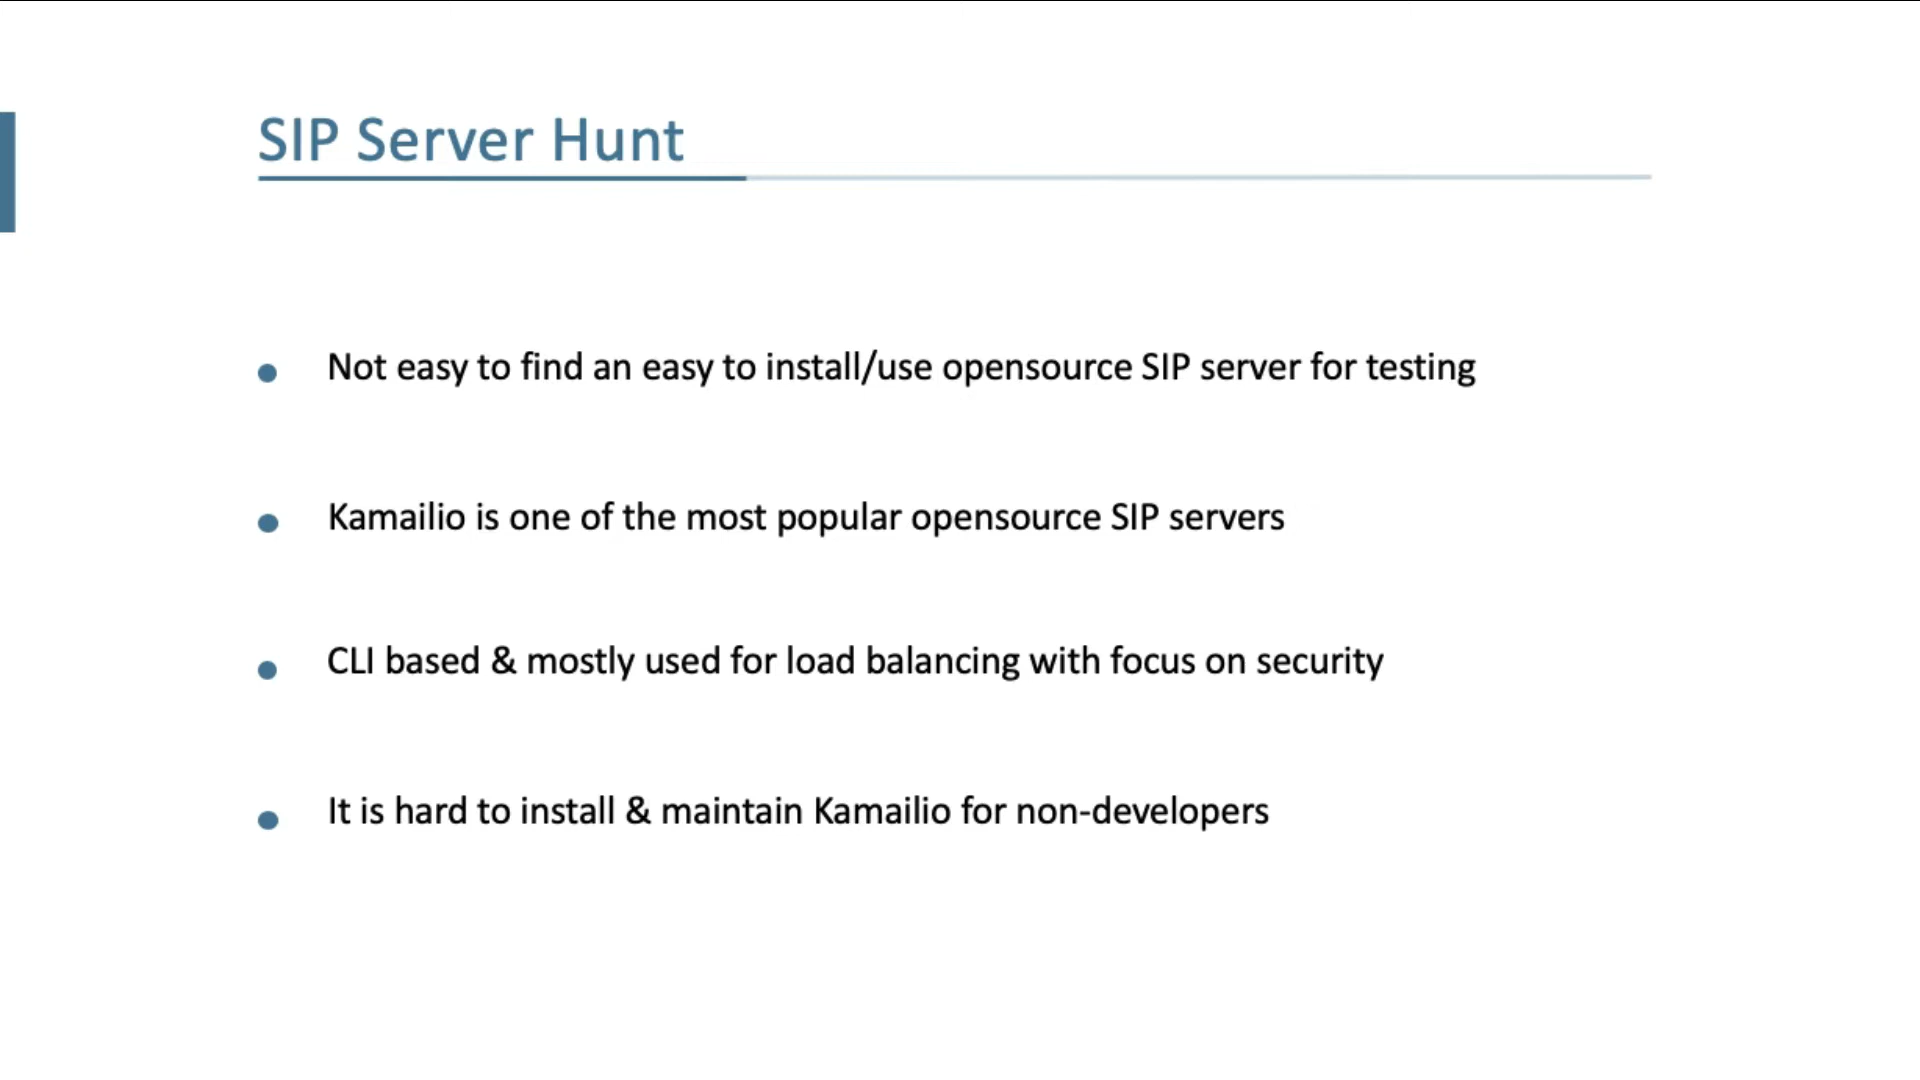 SIP Server Hunt
Not easy to find an easy to install/use opensource SIP server for testing
Kamailio is one of the most popular opensource SIP servers
CLI based & mostly used for load balancing with focus on security
It is hard to install & maintain Kamailio for non-developers